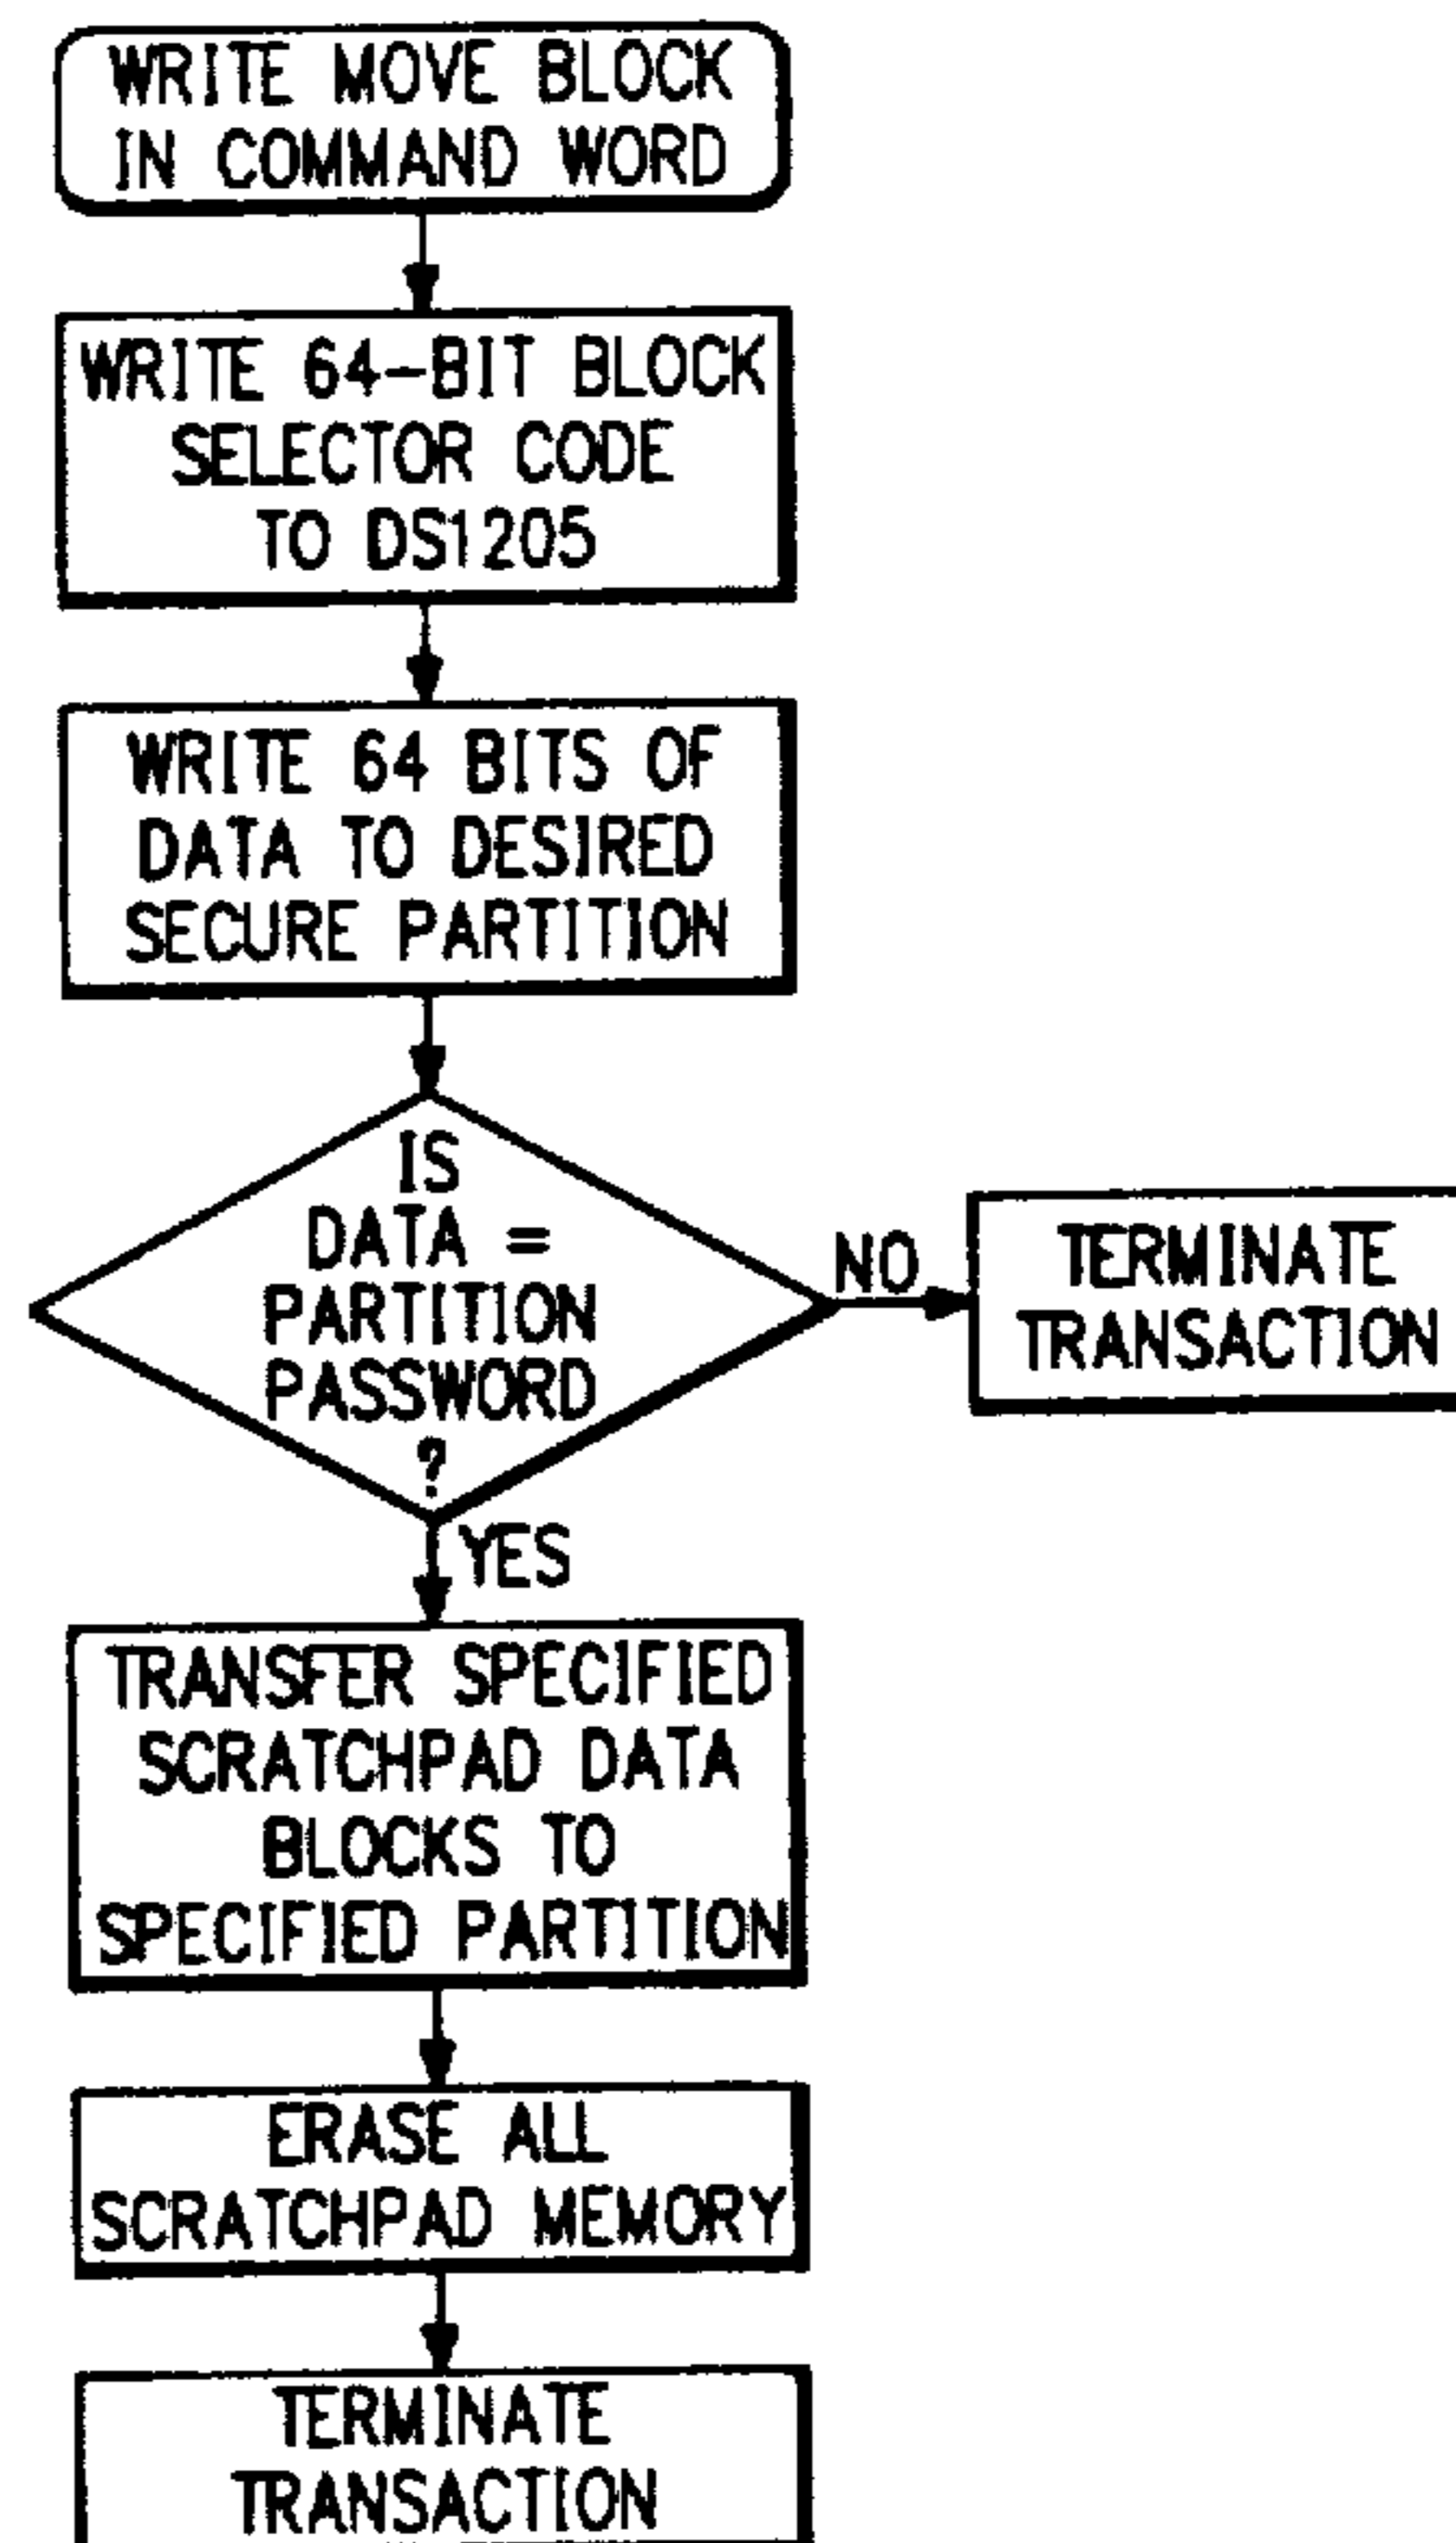 WRITE MOVE BLOCK
IN COMMAND WORD
WRITE 64-BIT BLOCK
SELECTOR CODE
TO DS1205
WRITE 64 BITS OF
DATA TO DESIRED
SECURE PARTITION
IS
DATA =
PARTITION
PASSWORD
?
NO
TERMINATE
TRANSACTION
YES
TRANSFER SPECIFIED
SCRATCHPAD DATA
BLOCKS TO
SPECIFIED PARTITION
ERASE ALL
SCRATCHPAD MEMORY
TERMINATE
TRANSACTION